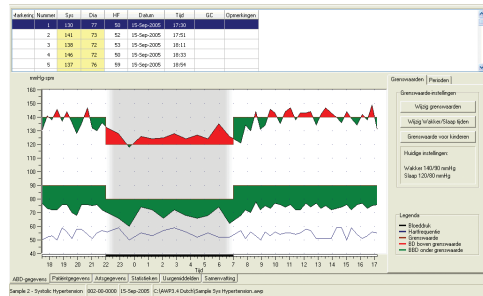 Markering Nummer Sys Dia HF Datum Tijd GC Opmerkingen
1 130 77 50 15-Sep-2005 17:30
2 141 73 52 15-Sep-2005 17:51
3 138 72 53 15-Sep-2005 18:11
4 146 72 50 15-Sep-2005 18:33
5 137 76 59 15-Sep-2005 18:54
mmHg-spm
160
150
140
130
120
110
100
90
80
70
60
50
40
18 19 20 21 22 23 0 1 2 3 4 5 6 7 8 9 10 11 12 13 14 15 16 17
Tijd
Grenswaarden Perioden
Grenswaarde-instellingen
Wijzig grenswaarden
Wijzig Wakker/Slaap tijden
Grenswaarde voor kinderen
Huidige instellingen:
Wakker 140/90 mmHg
Slaap 120/80 mmHg
Legenda
Bloeddruk
Hartfrequentie
Grenswaarde
BD boven grenswaarde
BBD onder grenswaarde
ABD-gegevens Patiëntgegevens Artsgegevens Statistieken Uurgemiddelden Samenvatting
Sample 2 - Systolic Hypertension 802-00-0000 15-Sep-2005 C:\AWP3.4 Dutch\Sample Sys Hypertension.awp